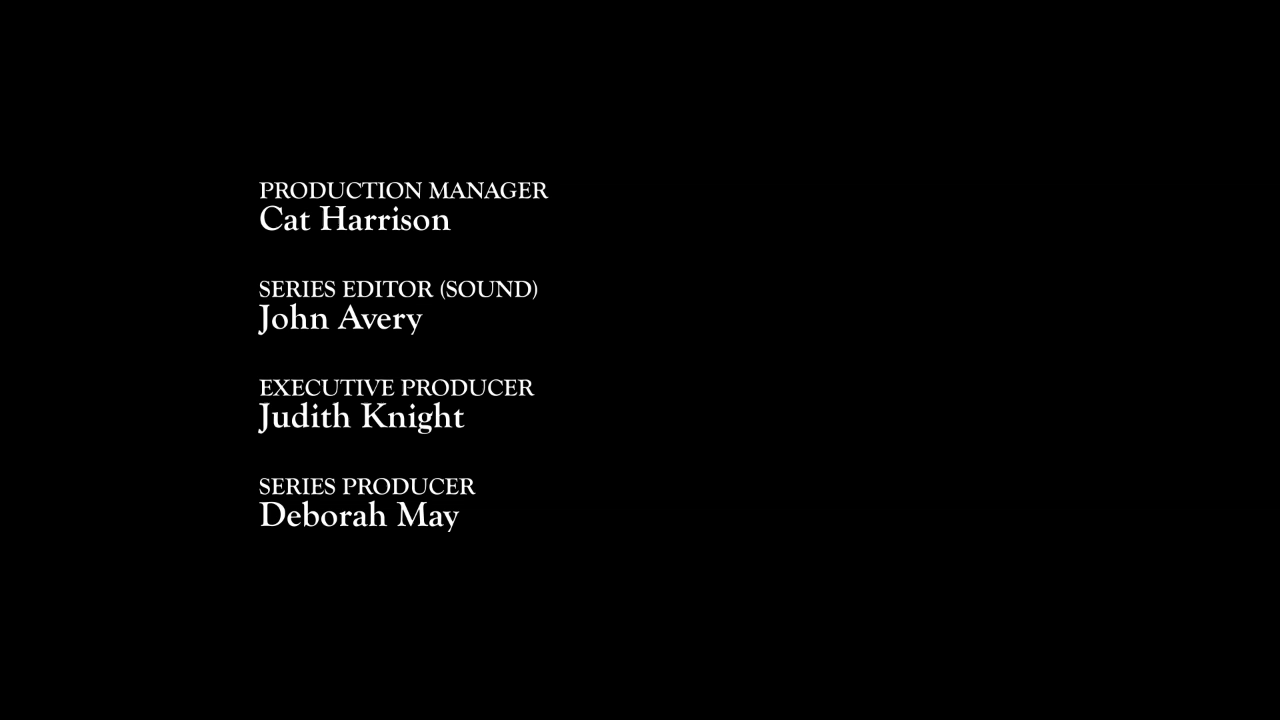 PRODUCTION MANAGER
Cat Harrison
SERIES EDITOR (SOUND)
John Avery
EXECUTIVE PRODUCER
Judith Knight
SERIES PRODUCER
Deborah May